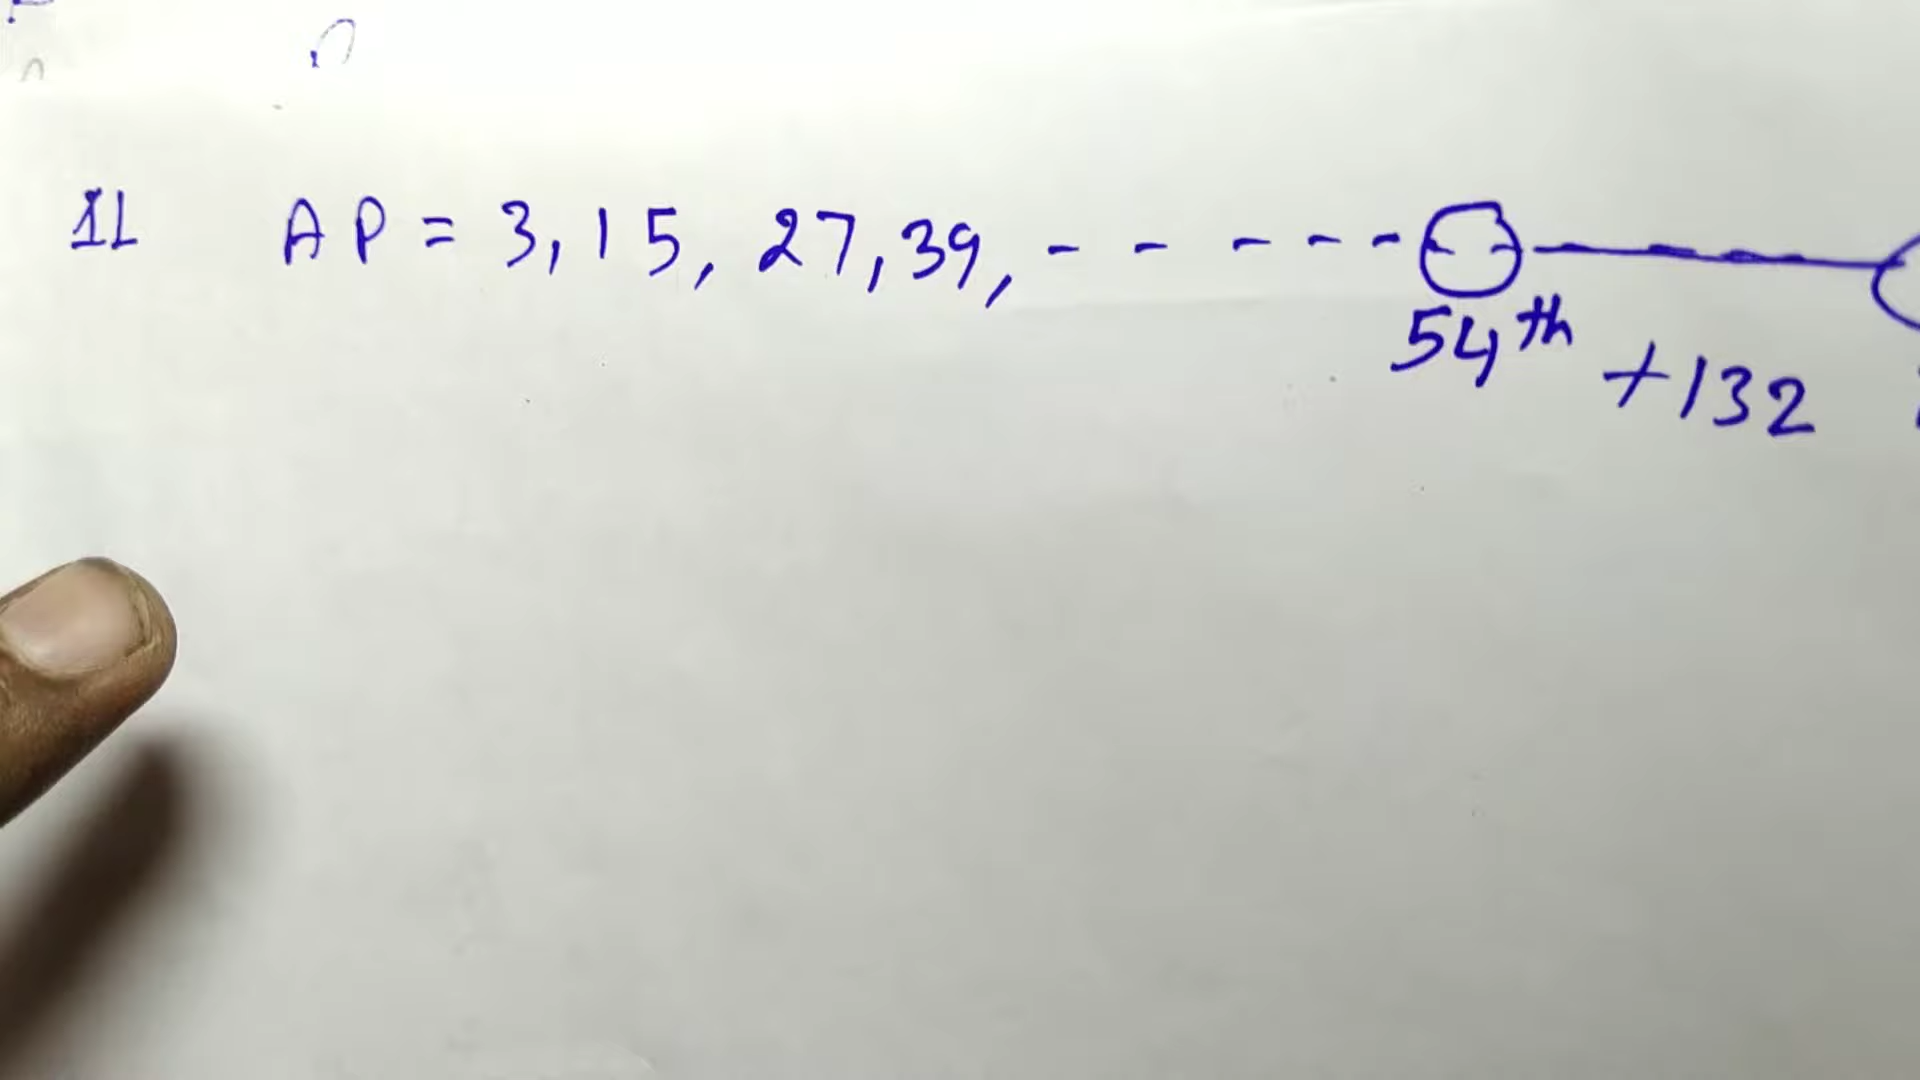 11 AP = 3, 15, 27, 39, - - - - -
54th +132